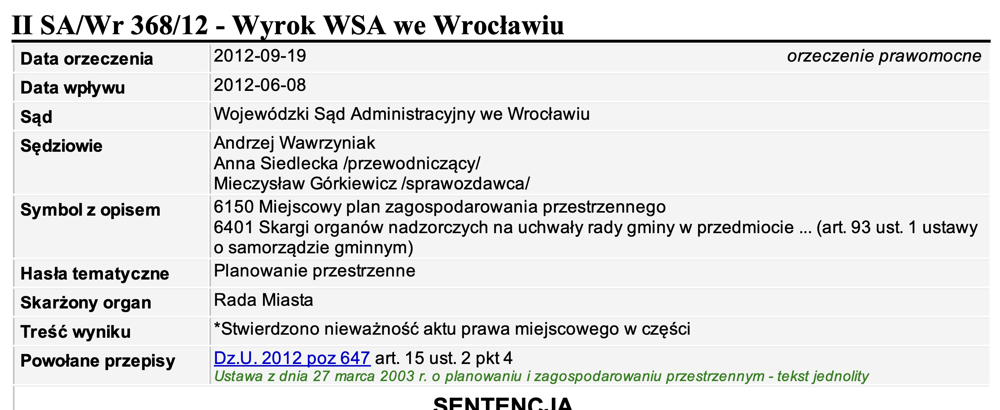 II SA/Wr 368/12 - Wyrok WSA we Wrocławiu
Data orzeczenia 2012-09-19 orzeczenie prawomocne
Data wpływu 2012-06-08
Sąd Wojewódzki Sąd Administracyjny we Wrocławiu
Sędziowie Andrzej Wawrzyniak
Anna Siedlecka /przewodniczący/
Mieczysław Górkiewicz /sprawozdawca/
Symbol z opisem 6150 Miejscowy plan zagospodarowania przestrzennego
6401 Skargi organów nadzorczych na uchwały rady gminy w przedmiocie ... (art. 93 ust. 1 ustawy
o samorządzie gminnym)
Hasła tematyczne Planowanie przestrzenne
Skarżony organ Rada Miasta
Treść wyniku *Stwierdzono nieważność aktu prawa miejscowego w części
Powołane przepisy Dz.U. 2012 poz 647 art. 15 ust. 2 pkt 4
Ustawa z dnia 27 marca 2003 r. o planowaniu i zagospodarowaniu przestrzennym - tekst jednolity
SENTENCJA